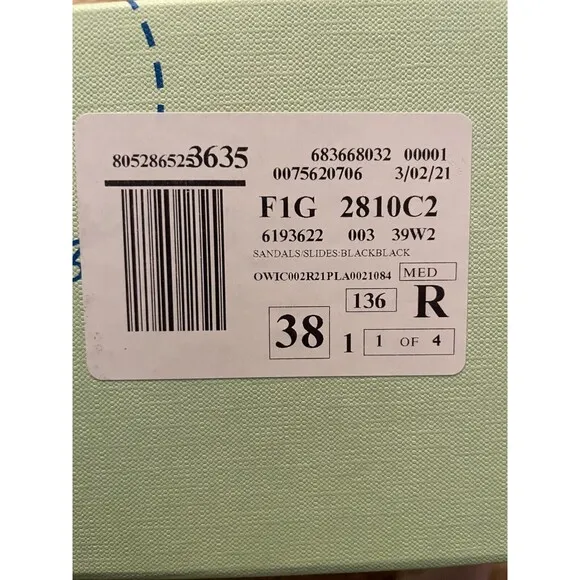 8052865253635
683668032 00001
0075620706 3/02/21
F1G 2810C2
6193622 003 39W2
SANDALS/SLIDES:BLACKBLACK
OWIC002R21PLA0021084 MED
136 R
38 1 1 OF 4